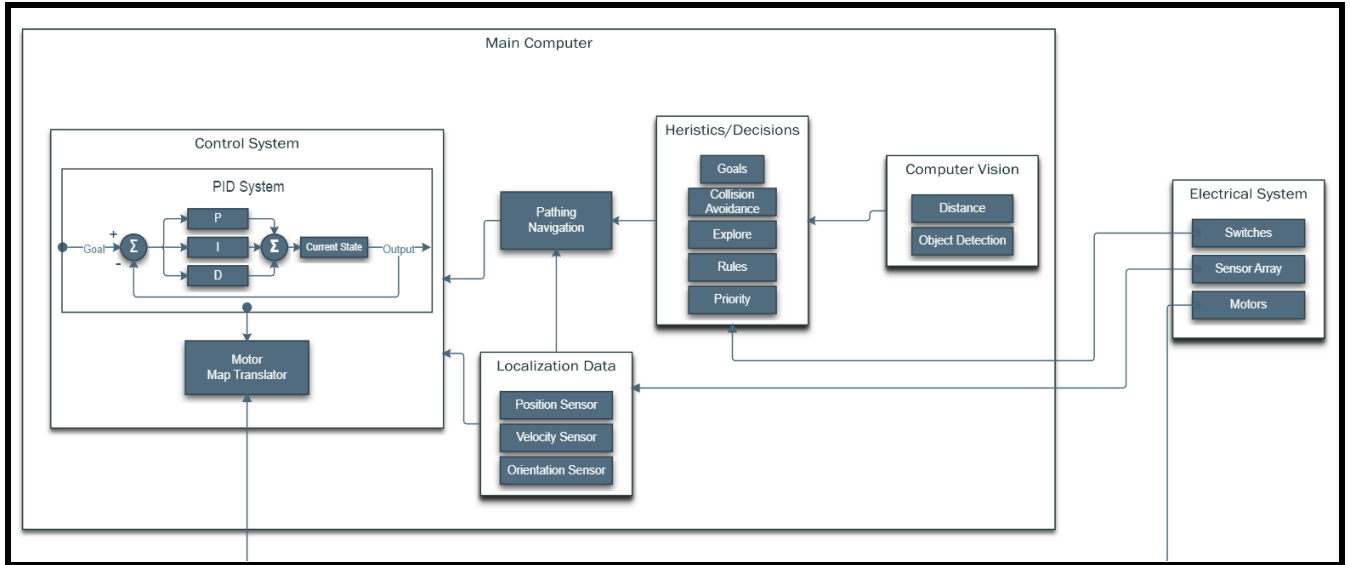 Main Computer
Control System
PID System
P
I
D
+
-
Goal
Σ
Σ
Current State
Output
Motor
Map Translator
Pathing
Navigation
Heristics/Decisions
Goals
Collision
Avoidance
Explore
Rules
Priority
Computer Vision
Distance
Object Detection
Localization Data
Position Sensor
Velocity Sensor
Orientation Sensor
Electrical System
Switches
Sensor Array
Motors